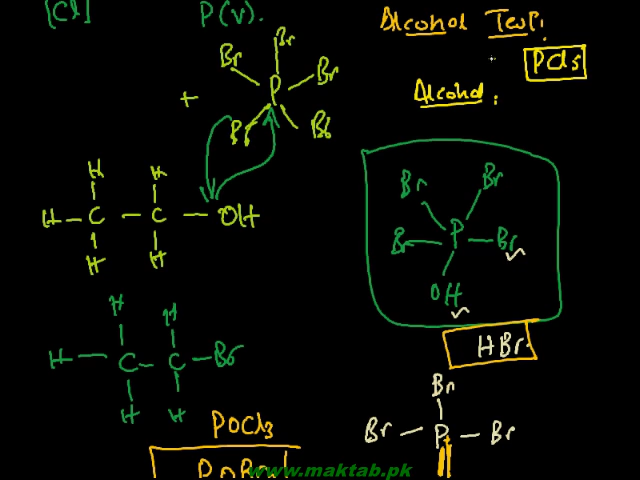 [Cl] P(V). Alcohol Test:
PCl5
Alcohol.
Br Br Br
+ P
Br Br
H H
H - C - C - OH
H H
Br Br
Br P Br
OH
H H
H C - C - Br
H H
HBr.
Br
POCl3 Br - P - Br
www.maktab.pk